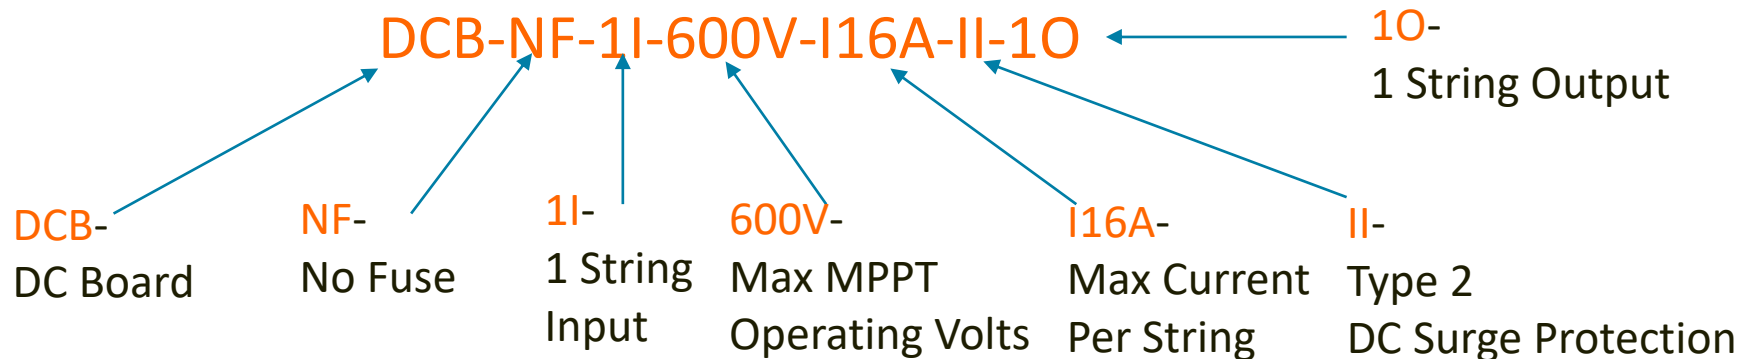 DCB-NF-1I-600V-I16A-II-1O
1O-
1 String Output
DCB-
DC Board
NF-
No Fuse
1I-
1 String
Input
600V-
Max MPPT
Operating Volts
I16A-
Max Current
Per String
II-
Type 2
DC Surge Protection